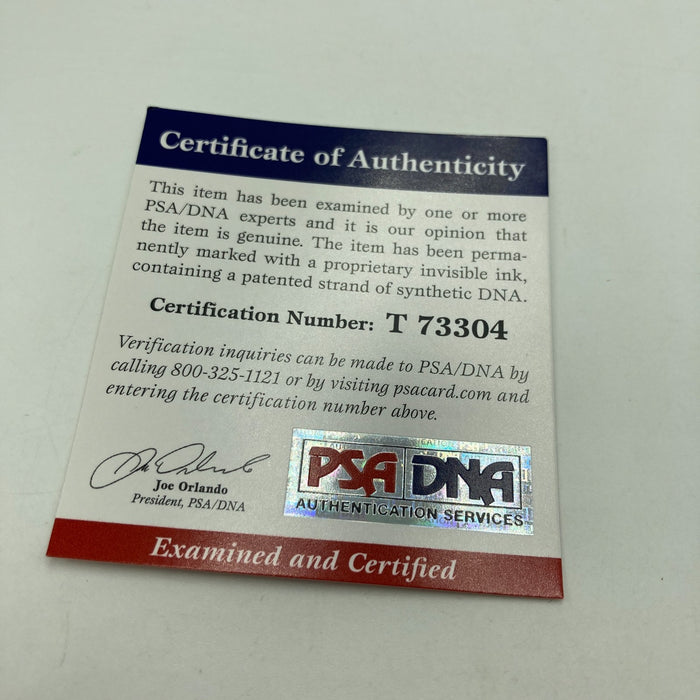 Certificate of Authenticity
This item has been examined by one or more
PSA/DNA experts and it is our opinion that
the item is genuine. The item has been perma-
nently marked with a proprietary invisible ink,
containing a patented strand of synthetic DNA.
Certification Number: T 73304
Verification inquiries can be made to PSA/DNA by
calling 800-325-1121 or by visiting psacard.com and
entering the certification number above.
Joe Orlando
President, PSA/DNA
PSA DNA
AUTHENTICATION SERVICES
Examined and Certified